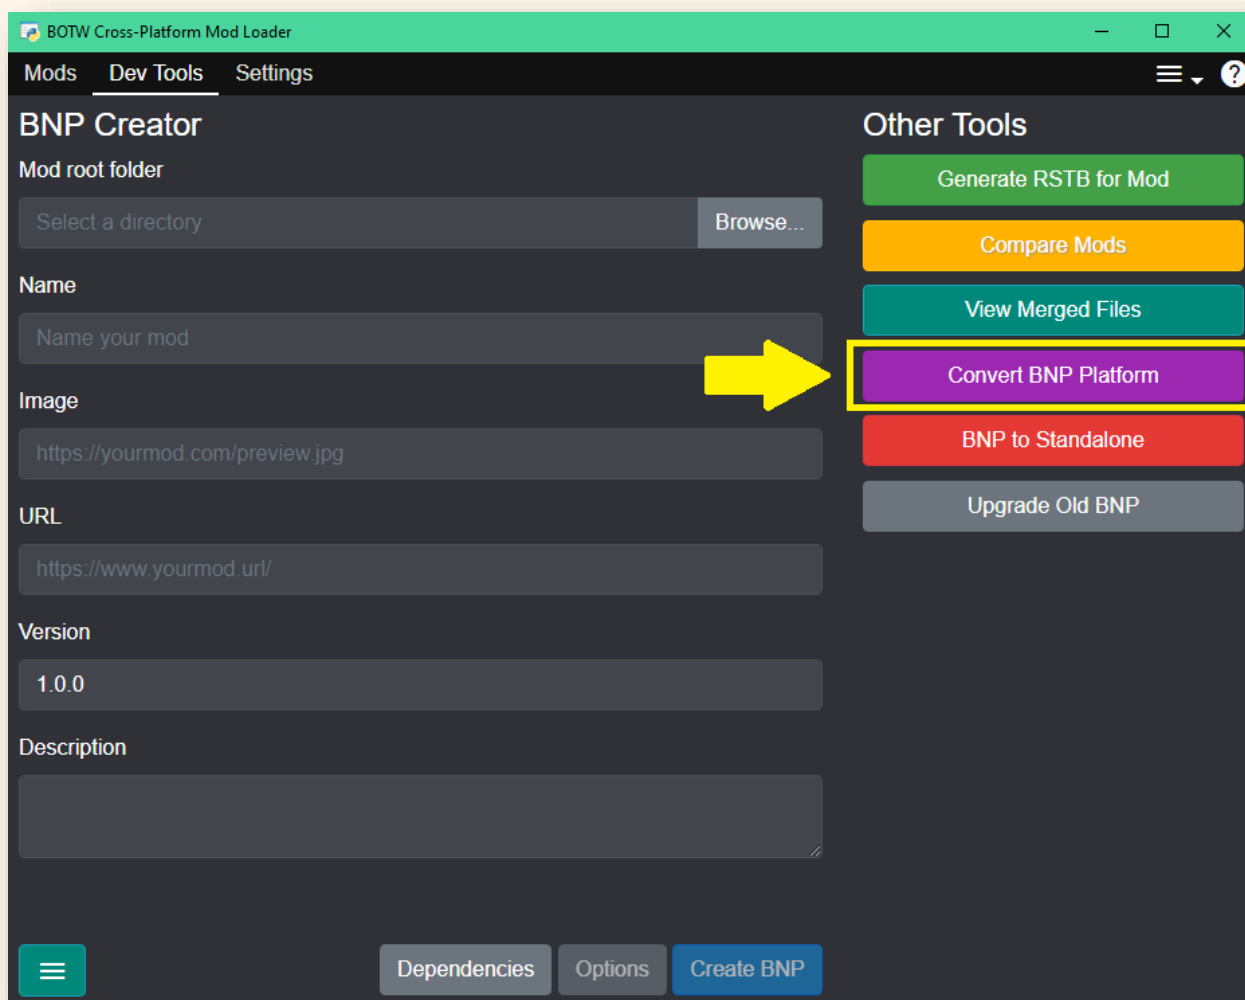 BOTW Cross-Platform Mod Loader
Mods Dev Tools Settings
?
BNP Creator
Mod root folder
Select a directory
Browse...
Name
Name your mod
Image
https://yourmod.com/preview.jpg
URL
https://www.yourmod.url/
Version
1.0.0
Description
Dependencies
Options
Create BNP
Other Tools
Generate RSTB for Mod
Compare Mods
View Merged Files
Convert BNP Platform
BNP to Standalone
Upgrade Old BNP